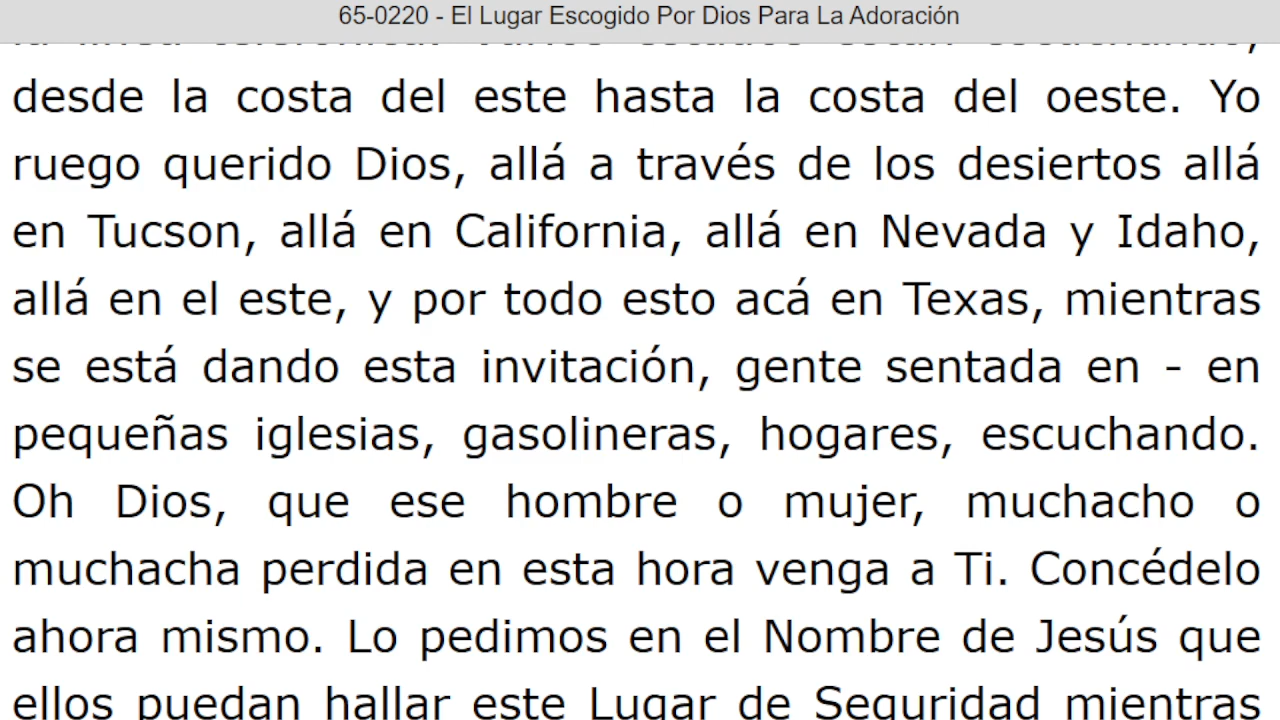 65-0220 - El Lugar Escogido Por Dios Para La Adoración
desde la costa del este hasta la costa del oeste. Yo
ruego querido Dios, allá a través de los desiertos allá
en Tucson, allá en California, allá en Nevada y Idaho,
allá en el este, y por todo esto acá en Texas, mientras
se está dando esta invitación, gente sentada en - en
pequeñas iglesias, gasolineras, hogares, escuchando.
Oh Dios, que ese hombre o mujer, muchacho o
muchacha perdida en esta hora venga a Ti. Concédelo
ahora mismo. Lo pedimos en el Nombre de Jesús que
ellos puedan hallar este Lugar de Seguridad mientras